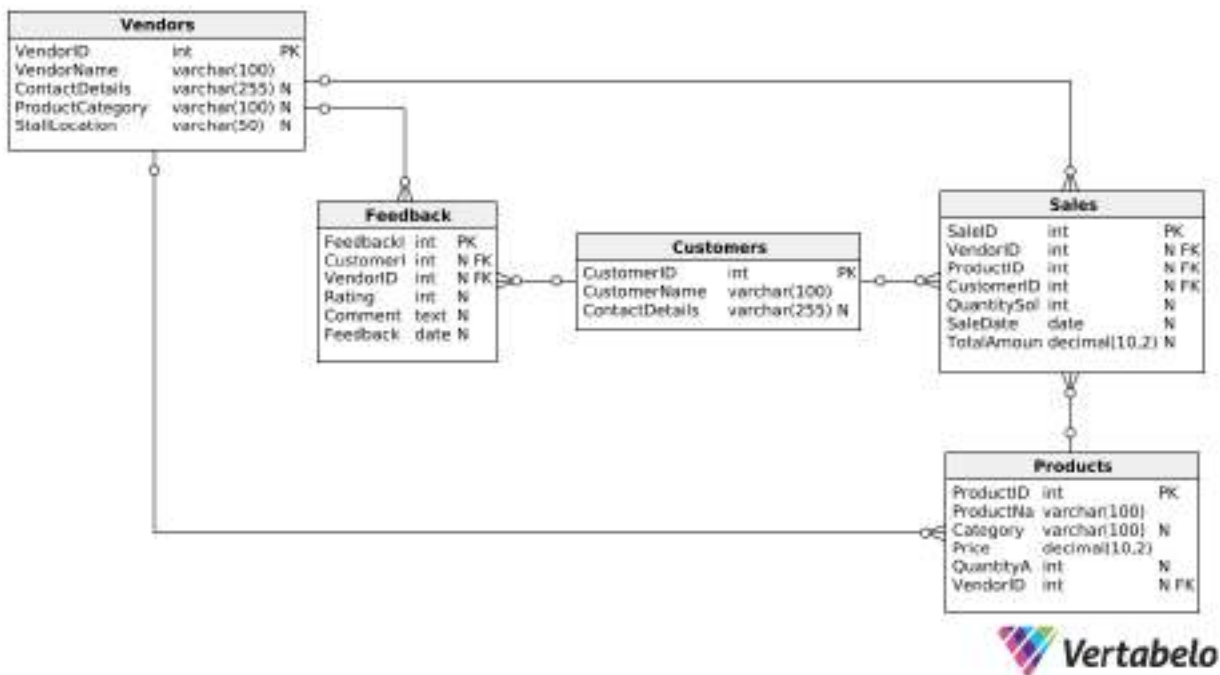 Vendors
VendorID int PK
VendorName varchar(100)
ContactDetails varchar(255) N
ProductCategory varchar(100) N
StallLocation varchar(50) N
Feedback
FeedbackI int PK
CustomerI int N FK
VendorID int N FK
Rating int N
Comment text N
Feedback date N
Customers
CustomerID int PK
CustomerName varchar(100)
ContactDetails varchar(255) N
Sales
SaleID int PK
VendorID int N FK
ProductID int N FK
CustomerID int N FK
QuantitySol int N
SaleDate date N
TotalAmoun decimal(10,2) N
Products
ProductID int PK
ProductNa varchar(100)
Category varchar(100) N
Price decimal(10,2)
QuantityA int N
VendorID int N FK
Vertabelo